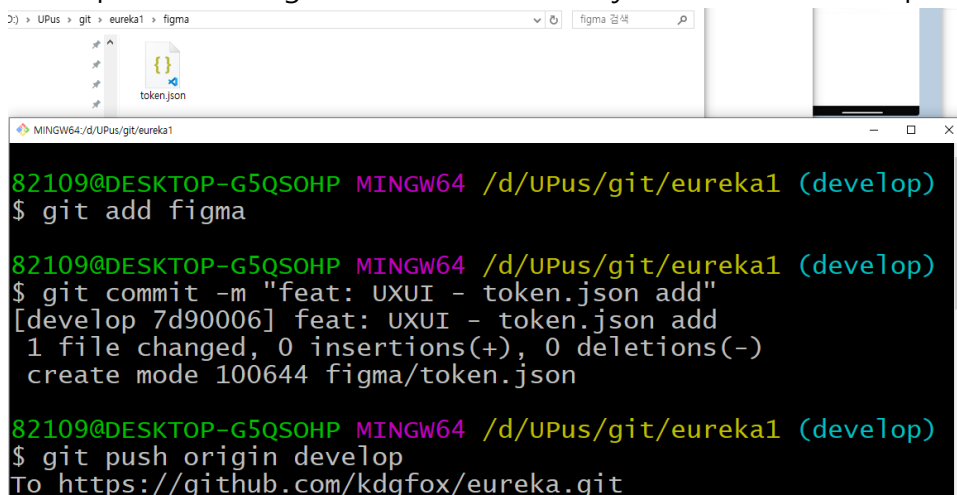 D:) > UPus > git > eureka1 > figma
figma 검색
token.json
MINGW64:/d/UPus/git/eureka1
82109@DESKTOP-G5QSOHP MINGW64 /d/UPus/git/eureka1 (develop)
$ git add figma
82109@DESKTOP-G5QSOHP MINGW64 /d/UPus/git/eureka1 (develop)
$ git commit -m "feat: UXUI - token.json add"
[develop 7d90006] feat: UXUI - token.json add
1 file changed, 0 insertions(+), 0 deletions(-)
create mode 100644 figma/token.json
82109@DESKTOP-G5QSOHP MINGW64 /d/UPus/git/eureka1 (develop)
$ git push origin develop
To https://github.com/kdgfox/eureka.git